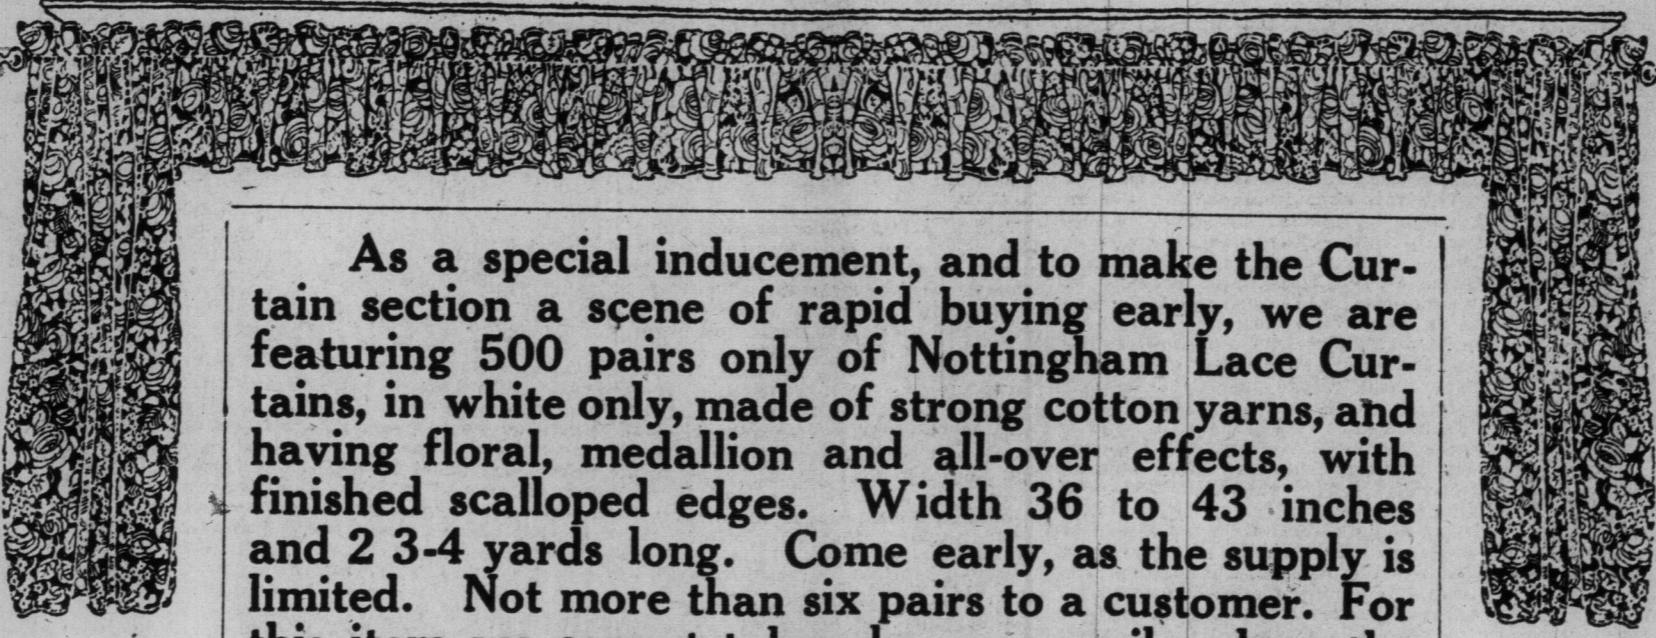 As a special inducement, and to make the Cur-
tain section a scene of rapid buying early, we are
featuring 500 pairs only of Nottingham Lace Cur-
tains, in white only, made of strong cotton yarns, and
having floral, medallion and all-over effects, with
finished scalloped edges. Width 36 to 43 inches
and 2 3-4 yards long. Come early, as the supply is
limited. Not more than six pairs to a customer. For
this item